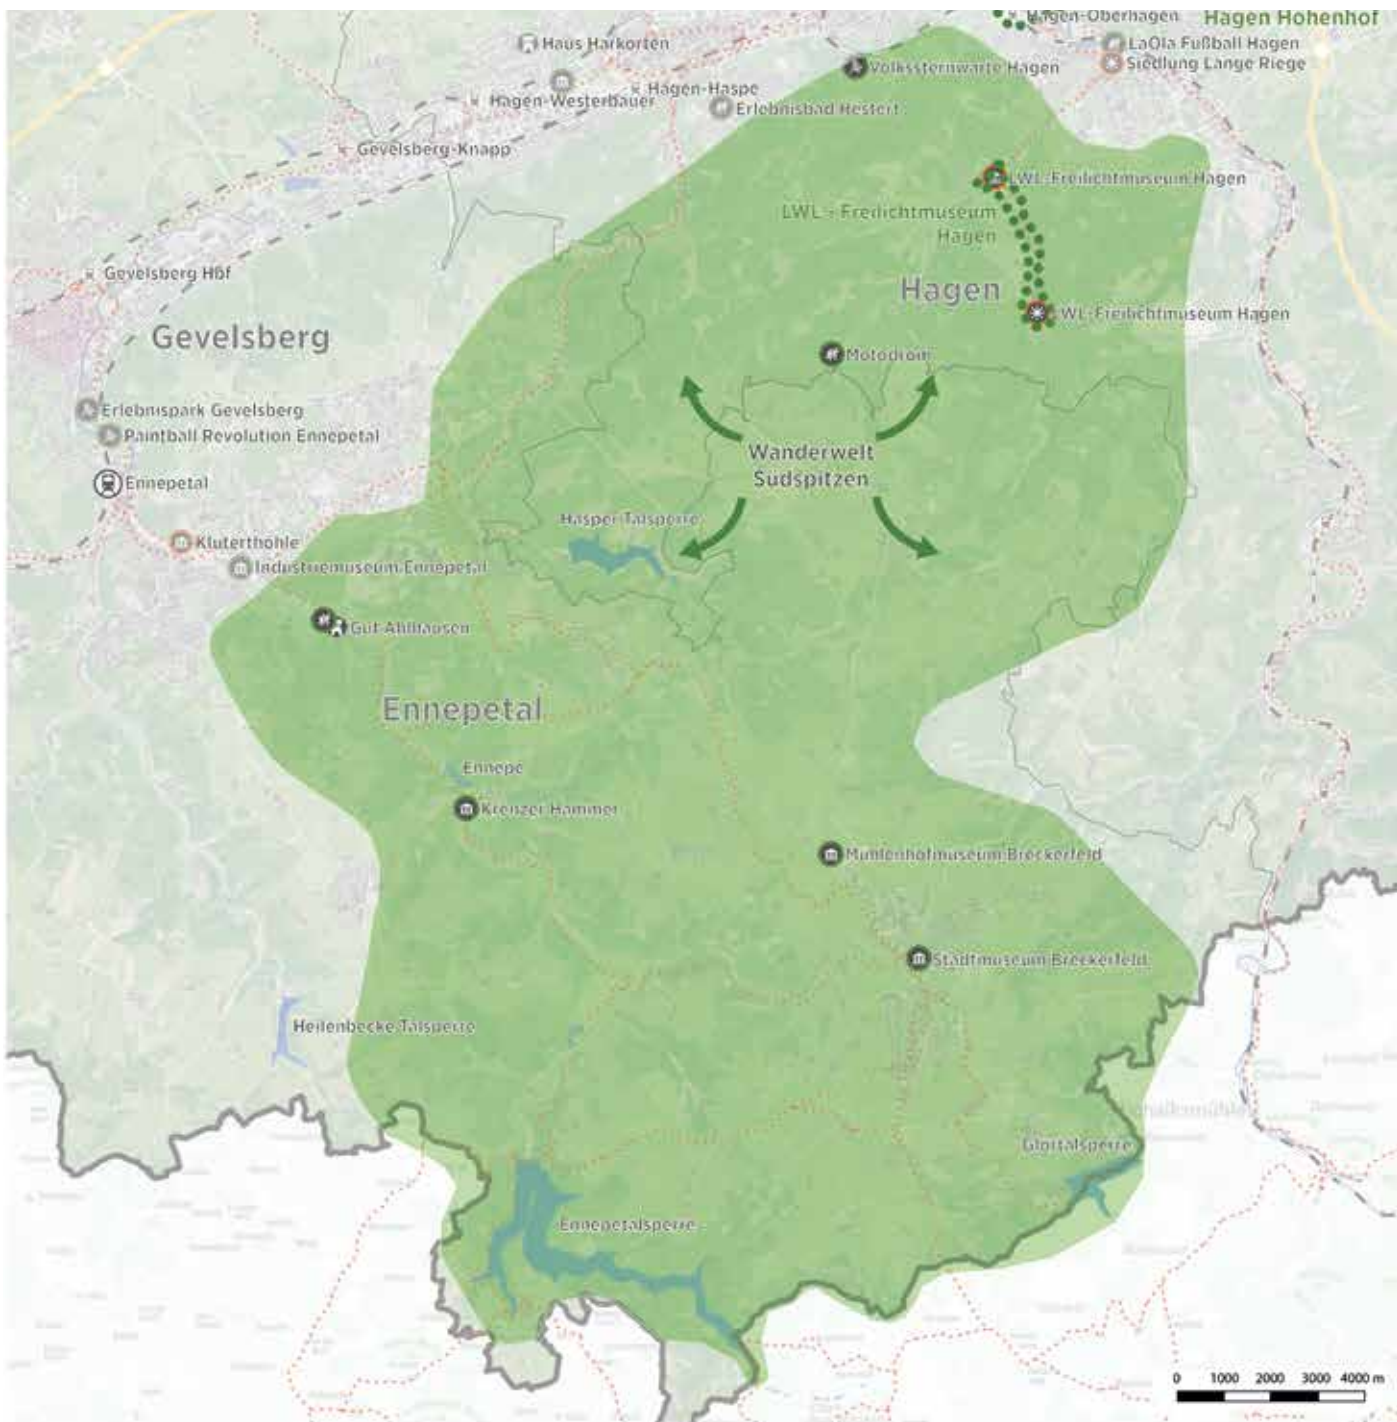 Hagen-Oberhagen
Hagen Hohenhof
Haus Harkorten
LaOla Fußball Hagen
Siedlung Lange Riege
Volkssternwarte Hagen
Hagen-Haspe
Hagen-Westerbauer
Erlebnisbad Hestert
Gevelsberg-Knapp
LWL-Freilichtmuseum Hagen
LWL - Freilichtmuseum
Hagen
Gevelsberg Hbf
Hagen
LWL-Freilichtmuseum Hagen
Gevelsberg
Motodrom
Erlebnispark Gevelsberg
Paintball Revolution Ennepetal
Wanderwelt
Südspitzen
Ennepetal
Hasper Talsperre
Kluterthöhle
Industriemuseum Ennepetal
Gut Ahlhausen
Ennepetal
Ennepe
Krenzer Hammer
Mühlenhofmuseum Breckerfeld
Stadtmuseum Breckerfeld
Heilenbecke Talsperre
Glörtalsperre
Ennepetalsperre
0 1000 2000 3000 4000 m